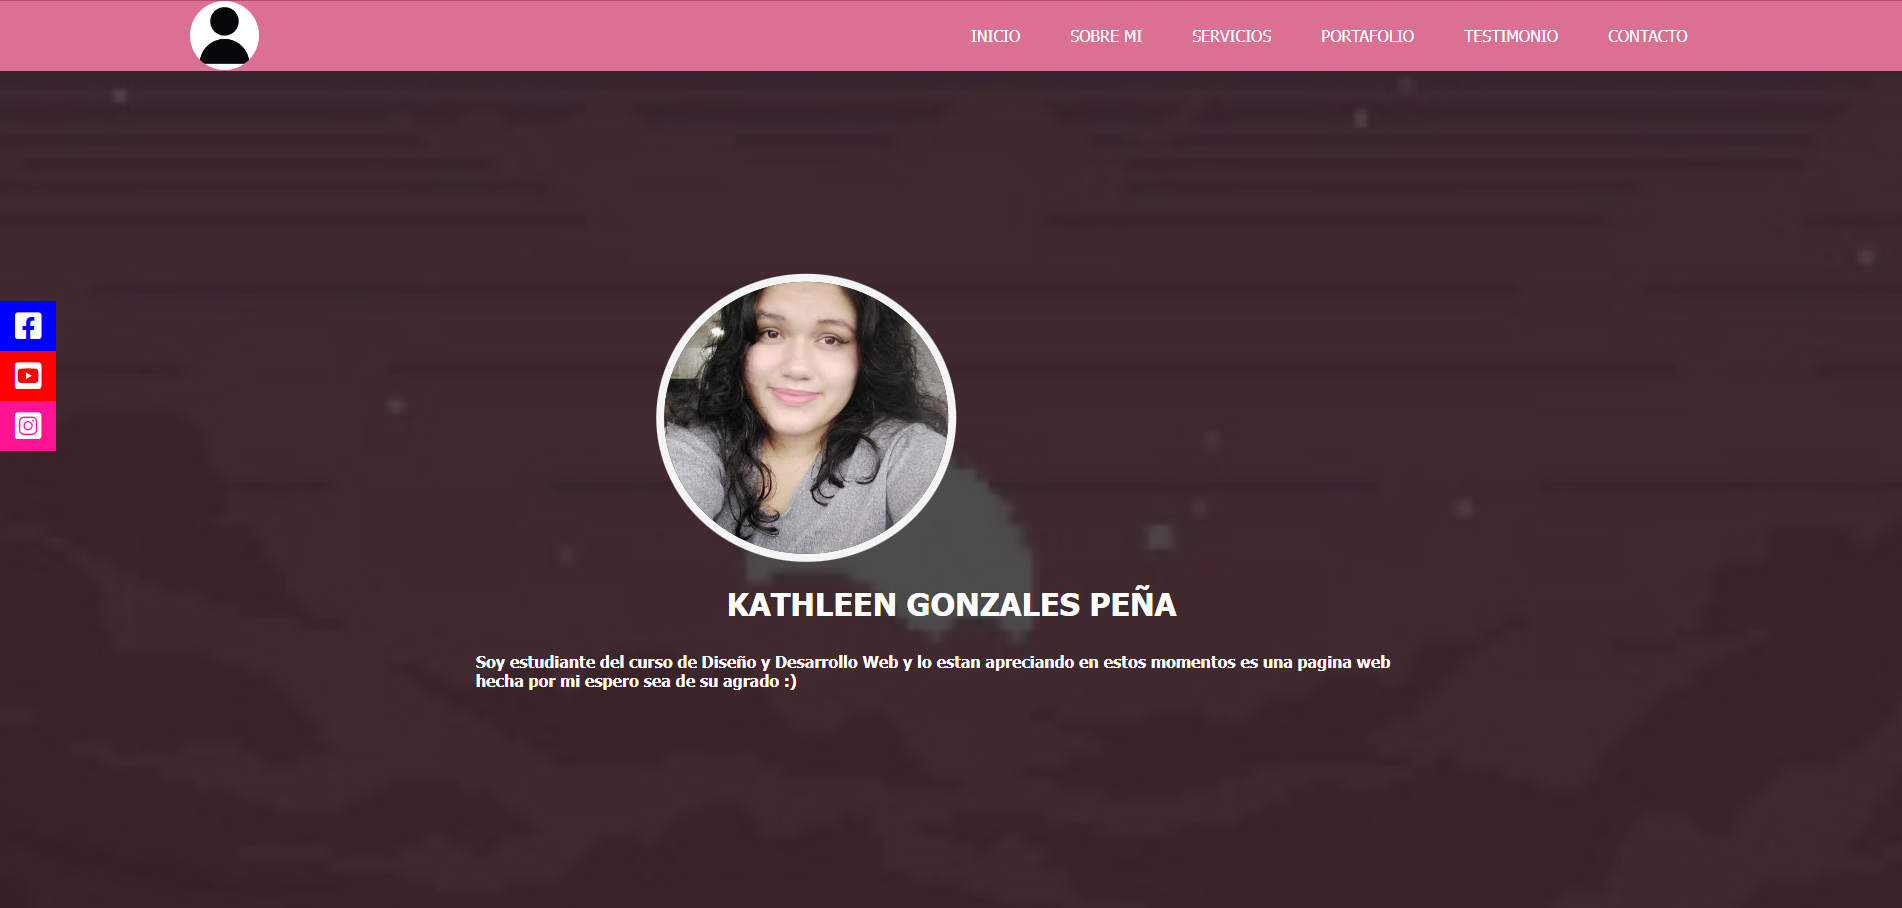 INICIO SOBRE MI SERVICIOS PORTAFOLIO TESTIMONIO CONTACTO
KATHLEEN GONZALES PEÑA
Soy estudiante del curso de Diseño y Desarrollo Web y lo estan apreciando en estos momentos es una pagina web
hecha por mi espero sea de su agrado :)